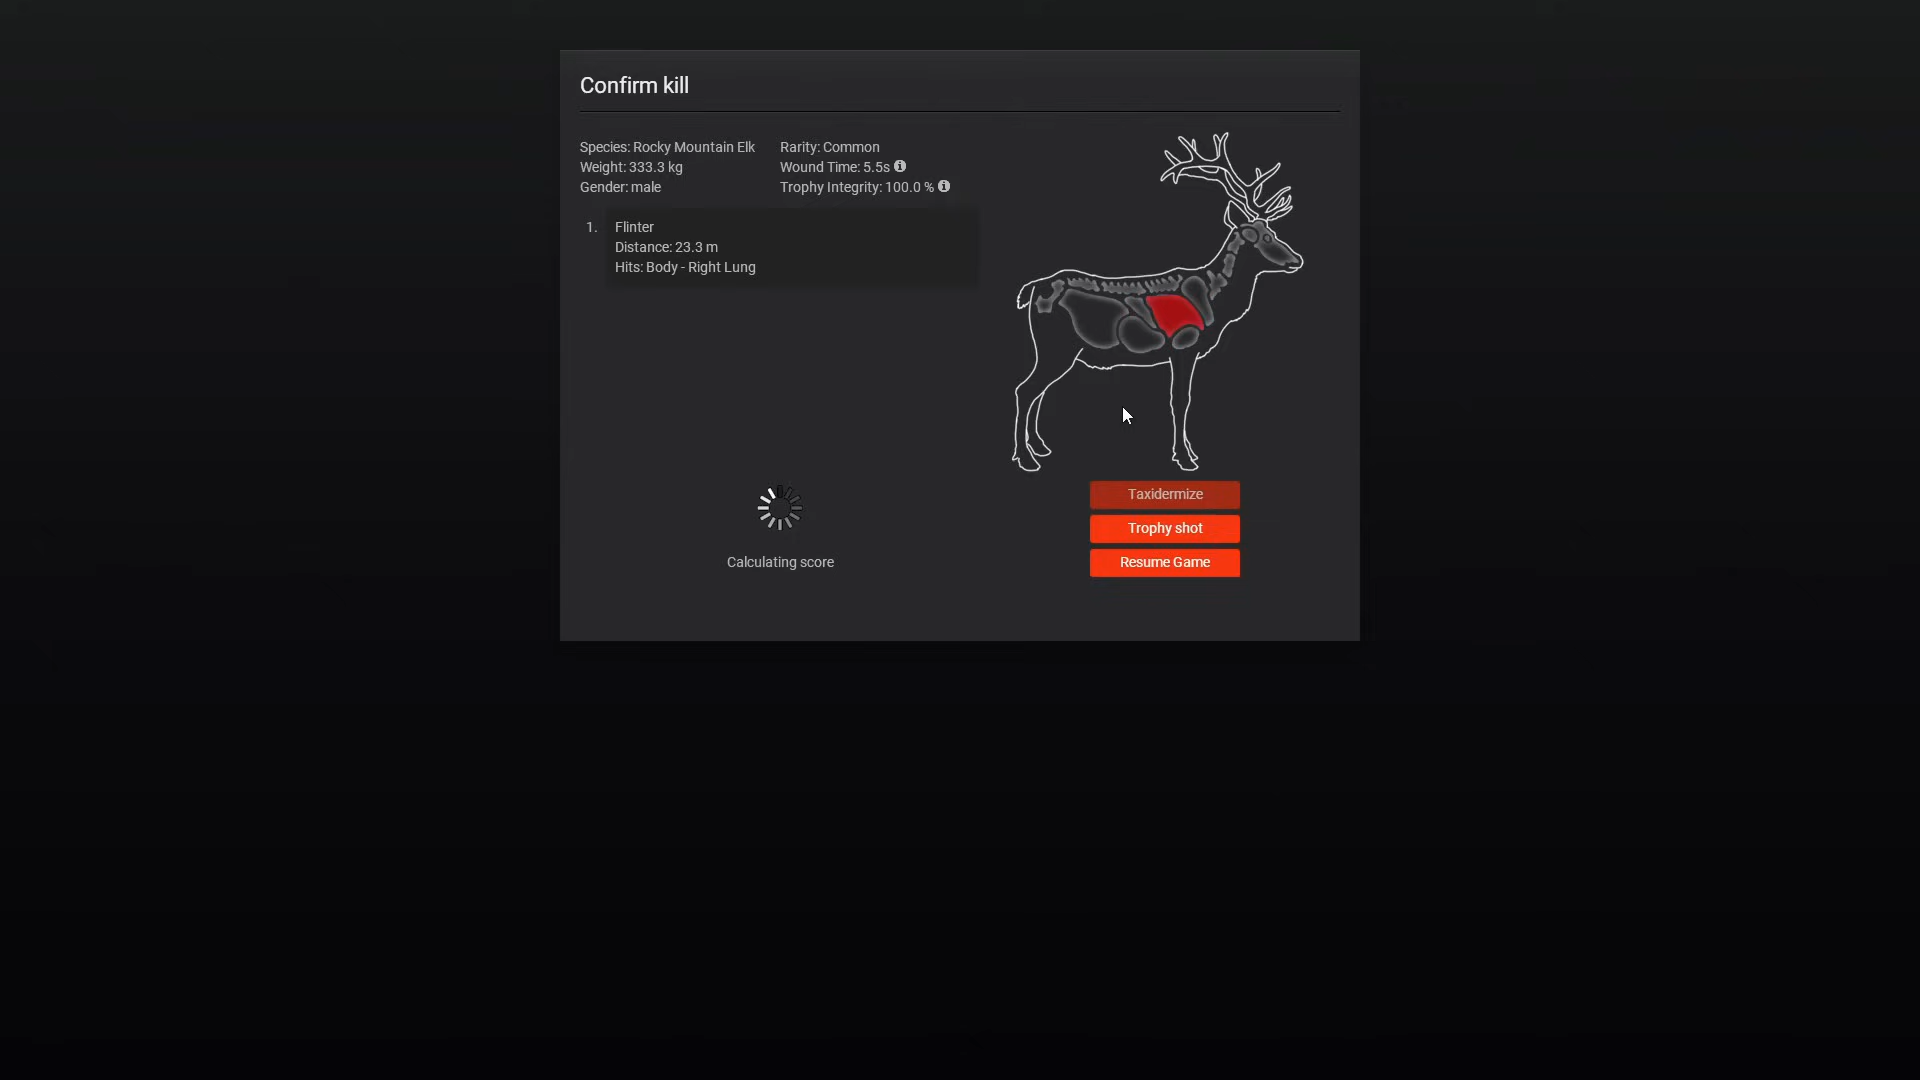 Confirm kill
Species: Rocky Mountain Elk
Weight: 333.3 kg
Gender: male
Rarity: Common
Wound Time: 5.5s
Trophy Integrity: 100.0 %
1.
Flinter
Distance: 23.3 m
Hits: Body - Right Lung
Calculating score
Taxidermize
Trophy shot
Resume Game